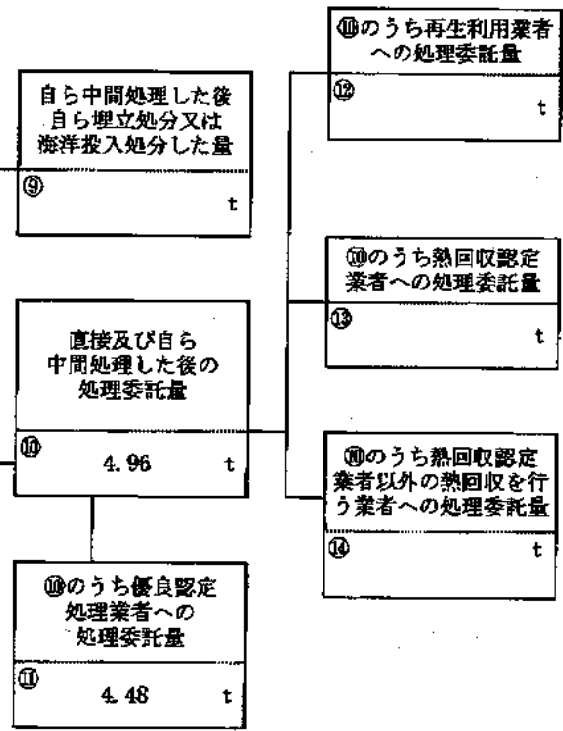 自ら中間処理した後
自ら埋立処分又は
海洋投入処分した量
⑨ t
直接及び自ら
中間処理した後の
処理委託量
⑩ 4.96 t
⑩のうち優良認定
処理業者への
処理委託量
⑪ 4.48 t
⑩のうち再生利用業者
への処理委託量
⑫ t
⑩のうち熱回収認定
業者への処理委託量
⑬ t
⑩のうち熱回収認定
業者以外の熱回収を行
う業者への処理委託量
⑭ t